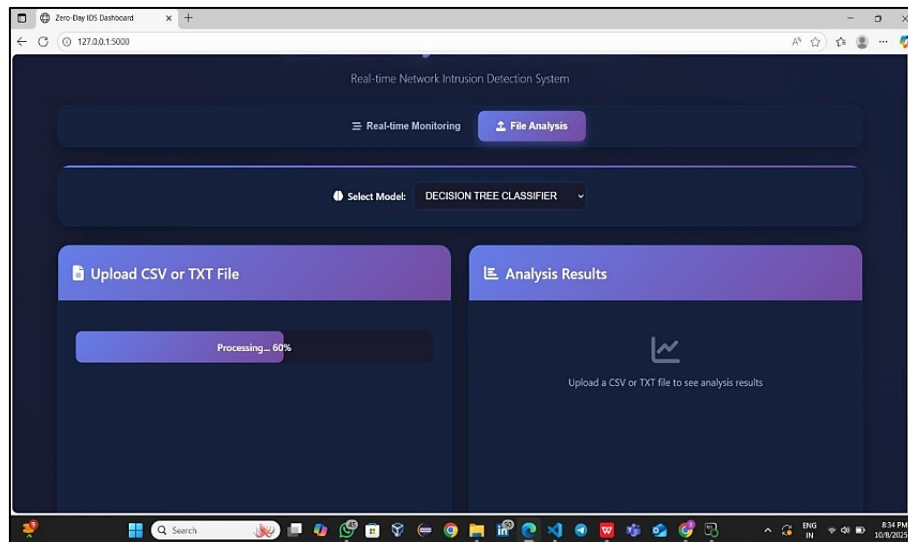 Zero-Day IDS Dashboard
127.0.0.1:5000
Real-time Network Intrusion Detection System
Real-time Monitoring
File Analysis
Select Model: DECISION TREE CLASSIFIER
Upload CSV or TXT File
Analysis Results
Processing... 60%
Upload a CSV or TXT file to see analysis results
Search
ENG
IN
8:34 PM
10/8/2025